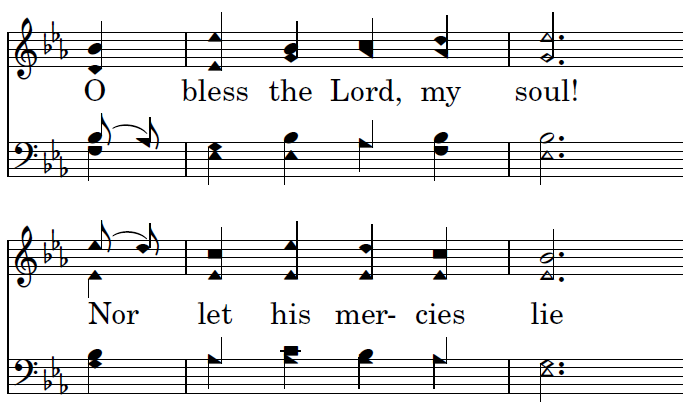 O bless the Lord, my soul!
Nor let his mer- cies lie